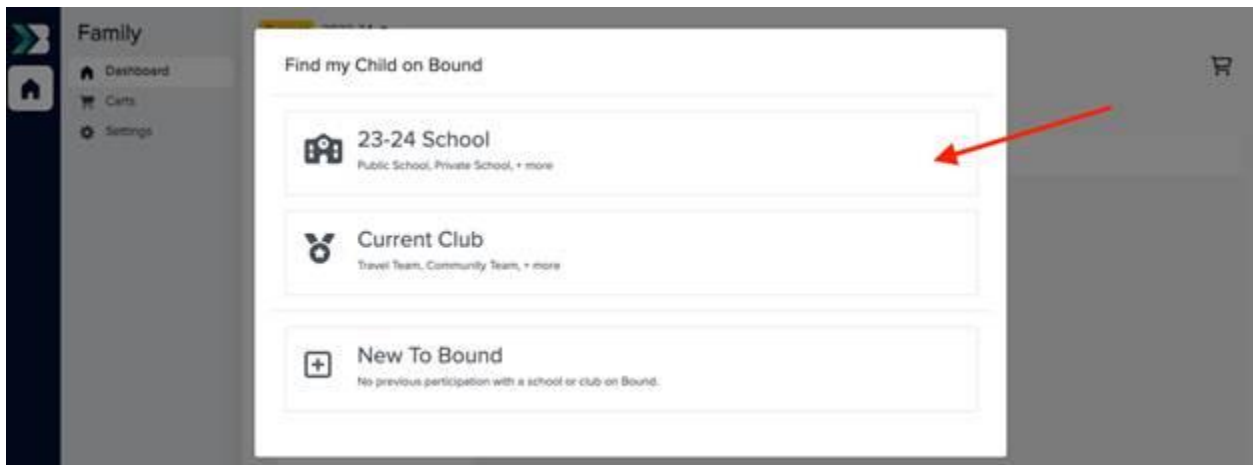 Family
Dashboard
Carts
Settings
Find my Child on Bound
23-24 School
Public School, Private School, + more
Current Club
Travel Team, Community Team, + more
New To Bound
No previous participation with a school or club on Bound.